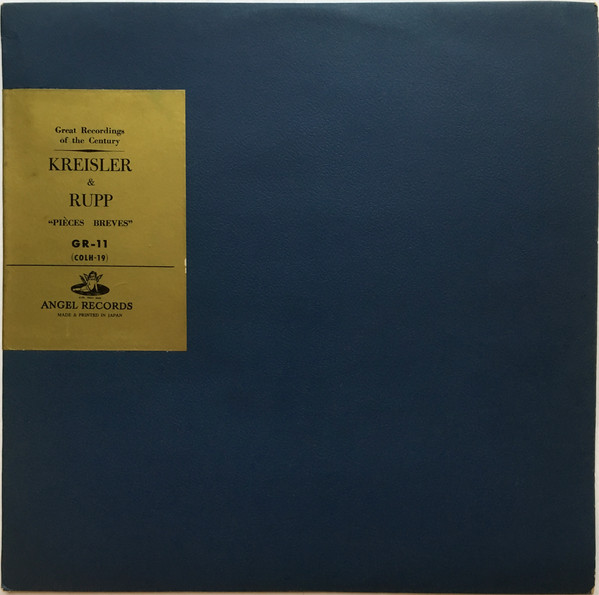 Great Recordings
of the Century
KREISLER
&
RUPP
“PIÈCES BREVES”
GR-11
(COLH-19)
ANGEL RECORDS
MADE & PRINTED IN JAPAN